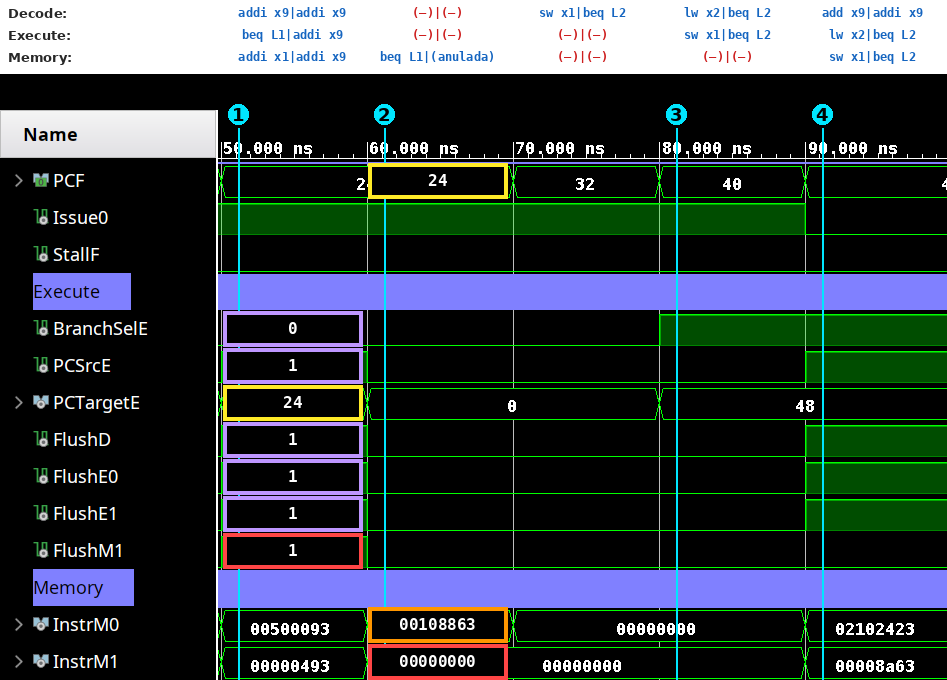 Decode: addi x9|addi x9 (—)|(—) sw x1|beq L2 lw x2|beq L2 add x9|addi x9
Execute: beq L1|addi x9 (—)|(—) (—)|(—) sw x1|beq L2 lw x2|beq L2
Memory: addi x1|addi x9 beq L1|(anulada) (—)|(—) (—)|(—) sw x1|beq L2
1 2 3 4
Name
50.000 ns 60.000 ns 70.000 ns 80.000 ns 90.000 ns
PCF 24 32 40
Issue0
StallF
Execute
BranchSelE 0
PCSrcE 1
PCTargetE 24 0 48
FlushD 1
FlushE0 1
FlushE1 1
FlushM1 1
Memory
InstrM0 00500093 00108863 00000000 02102423
InstrM1 00000493 00000000 00000000 00008a63